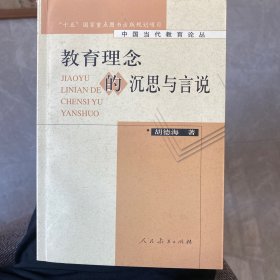 "十五"国家重点图书出版规划项目
中国当代教育论丛
教育理念
的沉思与言说
JIAOYU
LINIAN DE
CHENSI YU
YANSHUO
胡德海 著
人民教育出版社